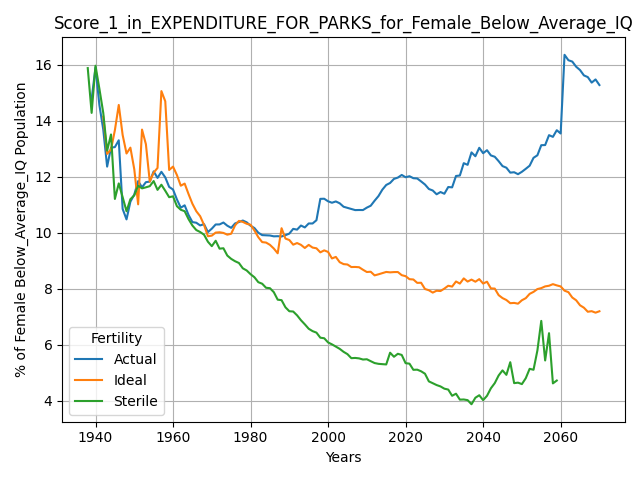 Score_1_in_EXPENDITURE_FOR_PARKS_for_Female_Below_Average_IQ
% of Female Below_Average_IQ Population
16
14
12
10
8
6
4
Fertility
Actual
Ideal
Sterile
1940 1960 1980 2000 2020 2040 2060
Years